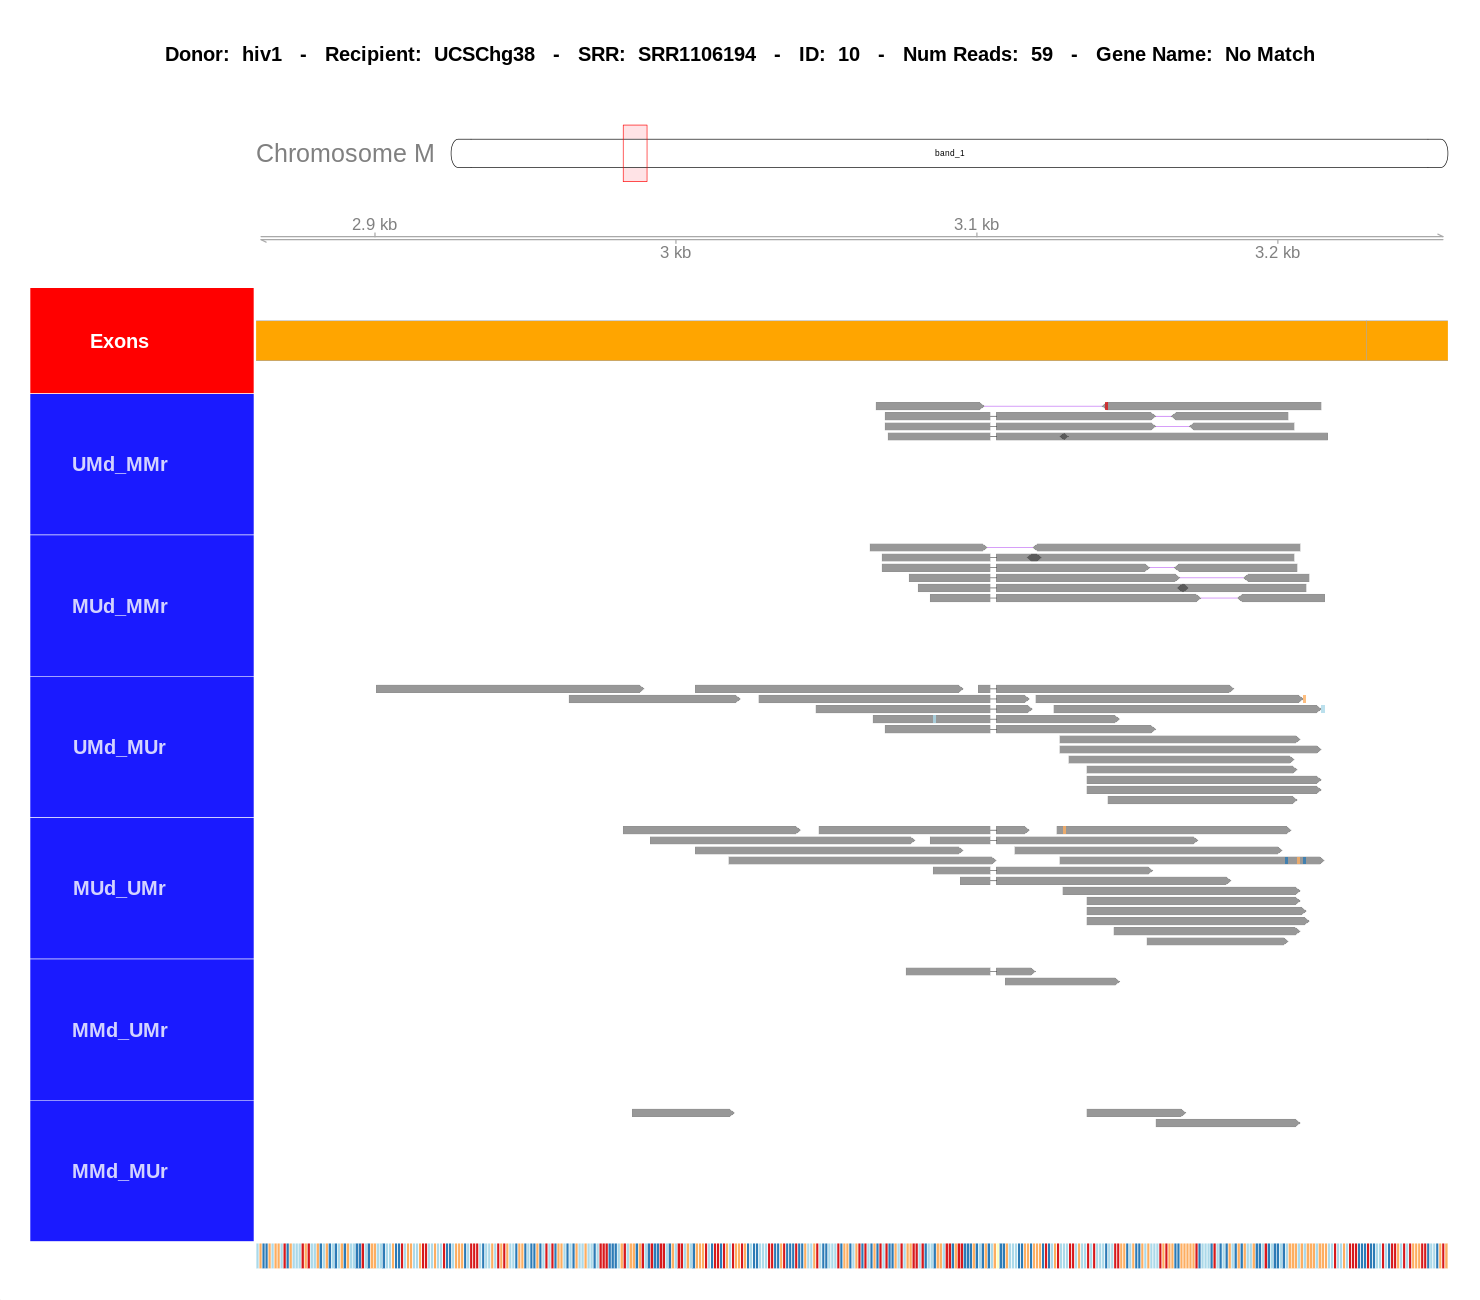 Donor: hiv1 - Recipient: UCSChg38 - SRR: SRR1106194 - ID: 10 - Num Reads: 59 - Gene Name: No Match
Chromosome M
band_1
2.9 kb
3.1 kb
3 kb
3.2 kb
Exons
UMd_MMr
MUd_MMr
UMd_MUr
MUd_UMr
MMd_UMr
MMd_MUr